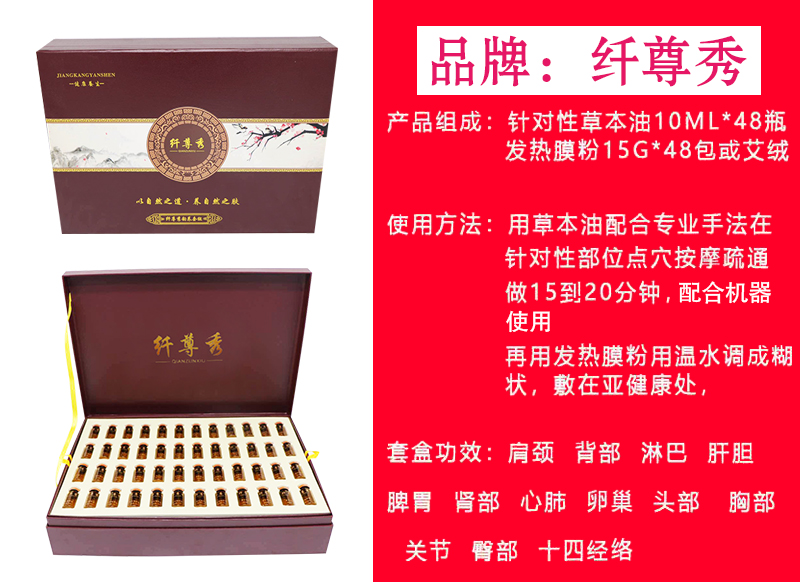 JIANGKANGYANSHEN
纤尊秀
以自然之道·养自然之肤
纤尊秀
QIANZUNXIU
品牌：纤尊秀
产品组成：针对性草本油10ML*48瓶
发热膜粉15G*48包或艾绒
使用方法：用草本油配合专业手法在
针对性部位点穴按摩疏通
做15到20分钟，配合机器
使用
再用发热膜粉用温水调成糊
状，敷在亚健康处，
套盒功效：肩颈 背部 淋巴 肝胆
脾胃 肾部 心肺 卵巢 头部 胸部
关节 臀部 十四经络